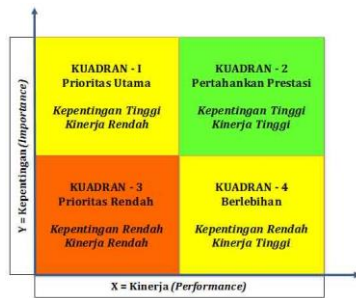 KUADRAN - I
Prioritas Utama
Kepentingan Tinggi
Kinerja Rendah
KUADRAN - 2
Pertahankan Prestasi
Kepentingan Tinggi
Kinerja Tinggi
KUADRAN - 3
Prioritas Rendah
Kepentingan Rendah
Kinerja Rendah
KUADRAN - 4
Berlebihan
Kepentingan Rendah
Kinerja Tinggi
Y = Kepentingan (Importance)
X = Kinerja (Performance)